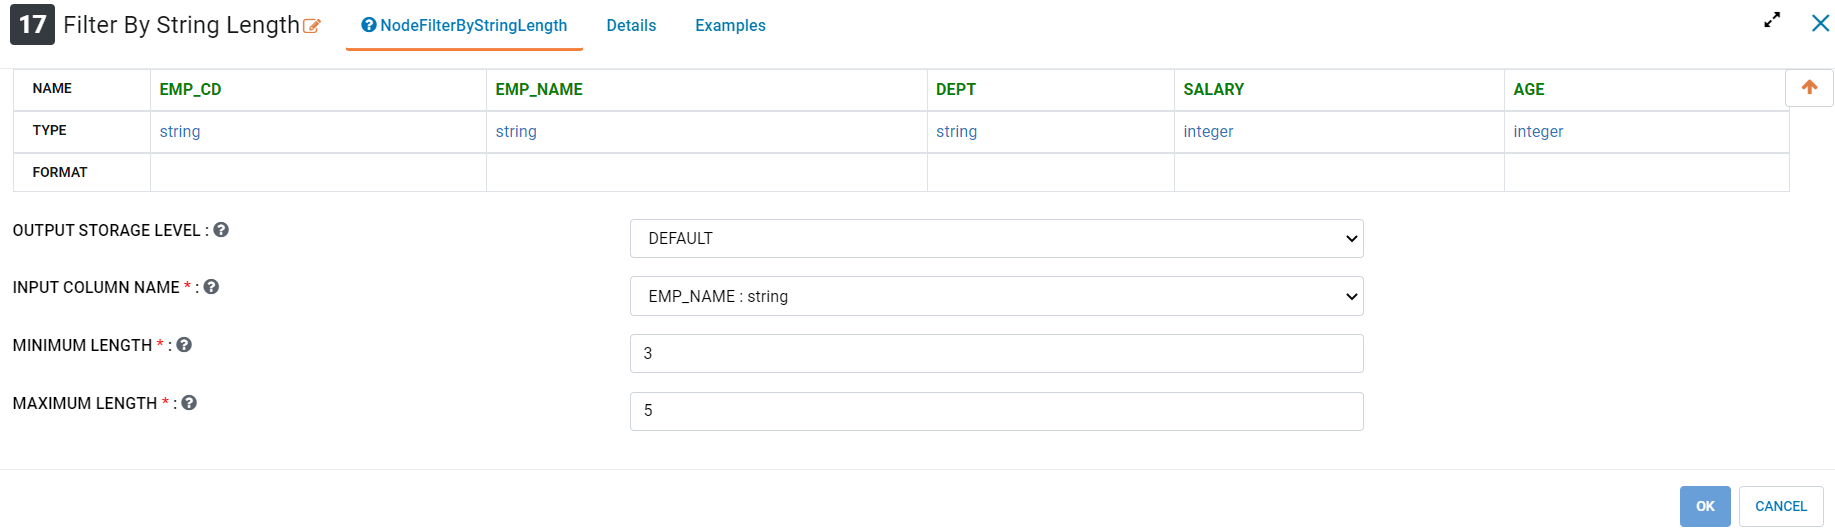 17 Filter By String Length NodeFilterByStringLength Details Examples
NAME EMP_CD EMP_NAME DEPT SALARY AGE
TYPE string string string integer integer
FORMAT
OUTPUT STORAGE LEVEL : DEFAULT
INPUT COLUMN NAME * : EMP_NAME : string
MINIMUM LENGTH * : 3
MAXIMUM LENGTH * : 5
OK CANCEL